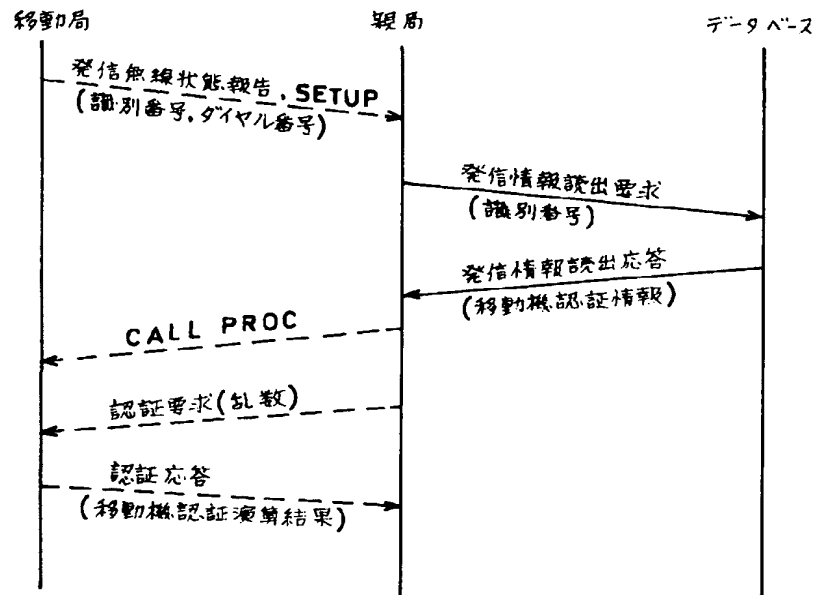 移動局
親局
データベース
発信無線状態報告，SETUP
(識別番号，ダイヤル番号)
発信情報読出要求
(識別番号)
発信情報読出応答
(移動機認証情報)
CALL PROC
認証要求(乱数)
認証応答
(移動機認証演算結果)